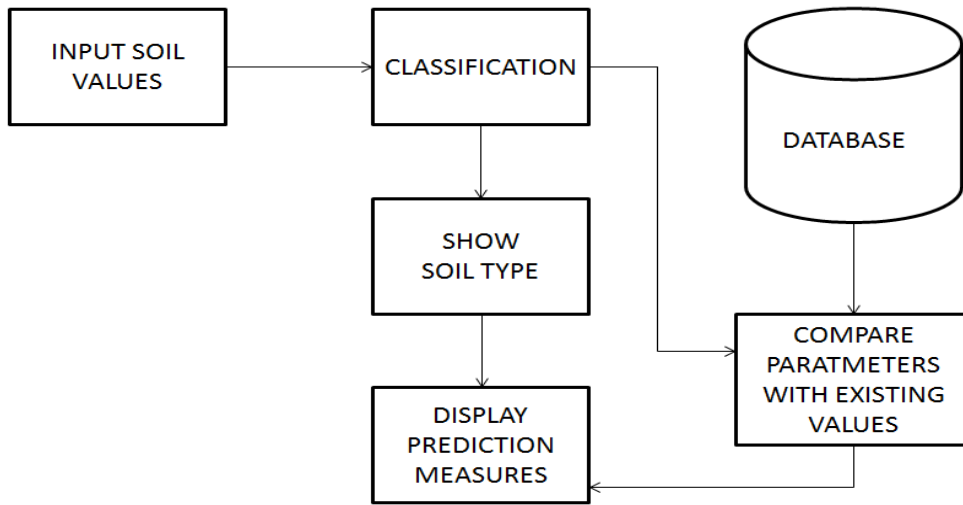 INPUT SOIL
VALUES
CLASSIFICATION
DATABASE
SHOW
SOIL TYPE
COMPARE
PARATMETERS
WITH EXISTING
VALUES
DISPLAY
PREDICTION
MEASURES